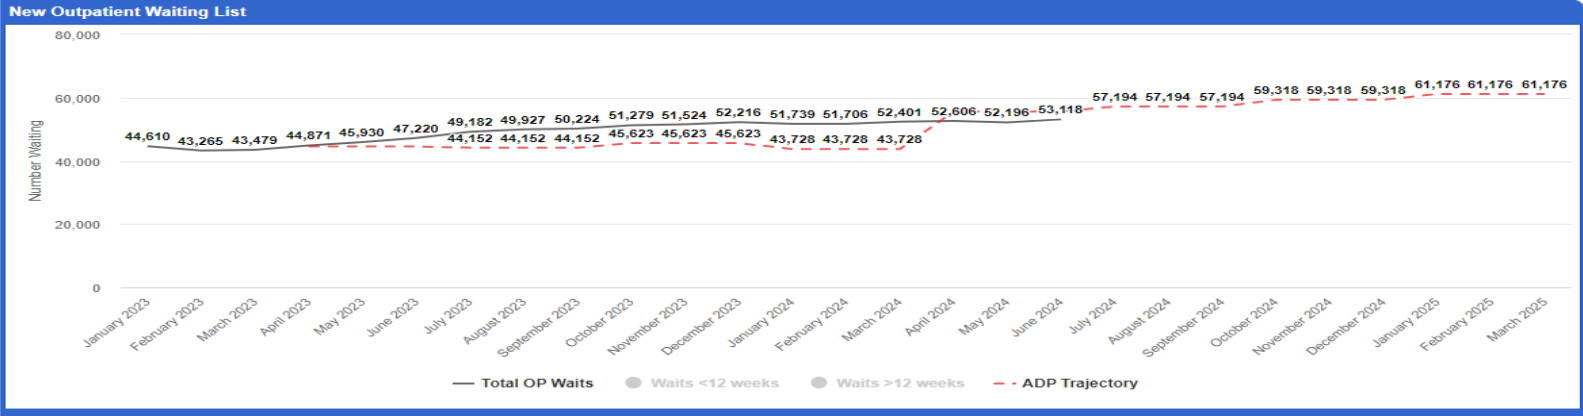 New Outpatient Waiting List
80,000
60,000
40,000
20,000
0
Number Waiting
44,610 43,265 43,479 44,871 45,930 47,220 49,182 49,927 50,224 51,279 51,524 52,216 51,739 51,706 52,401 52,606 52,196 53,118
44,152 44,152 44,152 45,623 45,623 45,623 43,728 43,728 43,728 57,194 57,194 57,194 59,318 59,318 59,318 61,176 61,176 61,176
January 2023 February 2023 March 2023 April 2023 May 2023 June 2023 July 2023 August 2023 September 2023 October 2023 November 2023 December 2023 January 2024 February 2024 March 2024 April 2024 May 2024 June 2024 July 2024 August 2024 September 2024 October 2024 November 2024 December 2024 January 2025 February 2025 March 2025
Total OP Waits Waits <12 weeks Waits >12 weeks ADP Trajectory